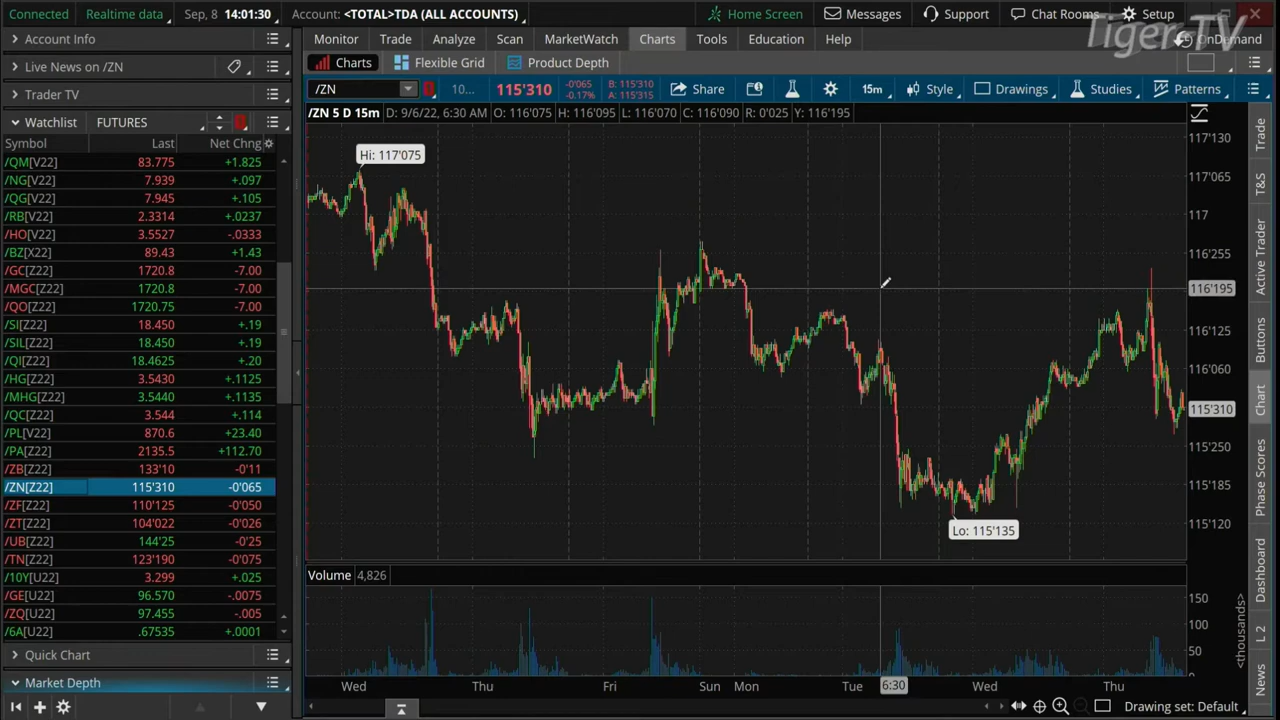 Connected Realtime data Sep, 8 14:01:30 Account: <TOTAL>TDA (ALL ACCOUNTS) Home Screen Messages Support Chat Rooms Setup
Tiger TV
Account Info
Monitor Trade Analyze Scan MarketWatch Charts Tools Education Help OnDemand
Live News on /ZN
Charts Flexible Grid Product Depth
Trader TV
/ZN 10... 115'310 -0'065 -0.17% B: 115'310 A: 115'315 Share 15m Style Drawings Studies Patterns
Watchlist FUTURES
/ZN 5 D 15m D: 9/6/22, 6:30 AM O: 116'075 H: 116'095 L: 116'070 C: 116'090 R: 0'025 Y: 116'195
Symbol Last Net Chng
/QM[V22] 83.775 +1.825
/NG[V22] 7.939 +.097
/QG[V22] 7.945 +.105
/RB[V22] 2.3314 +.0237
/HO[V22] 3.5527 -.0333
/BZ[X22] 89.43 +1.43
/GC[Z22] 1720.8 -7.00
/MGC[Z22] 1720.8 -7.00
/QO[Z22] 1720.75 -7.00
/SI[Z22] 18.450 +.19
/SIL[Z22] 18.450 +.19
/QI[Z22] 18.4625 +.20
/HG[Z22] 3.5430 +.1125
/MHG[Z22] 3.5440 +.1135
/QC[Z22] 3.544 +.114
/PL[V22] 870.6 +23.40
/PA[Z22] 2135.5 +112.70
/ZB[Z22] 133'10 -0'11
/ZN[Z22] 115'310 -0'065
/ZF[Z22] 110'125 -0'050
/ZT[Z22] 104'022 -0'026
/UB[Z22] 144'25 -0'25
/TN[Z22] 123'190 -0'075
/10Y[U22] 3.299 +.025
/GE[U22] 96.570 -.0075
/ZQ[U22] 97.455 -.005
/6A[U22] .67535 +.0001
Quick Chart
Market Depth
Hi: 117'075
Lo: 115'135
117'130
117'065
117
116'255
116'195
116'125
116'060
115'310
115'250
115'185
115'120
Volume 4,826
150
100
50
0
<thousands>
Wed Thu Fri Sun Mon Tue 6:30 Wed Thu
Drawing set: Default
Trade
T&S
Active Trader
Buttons
Chart
Phase Scores
Dashboard
L 2
News